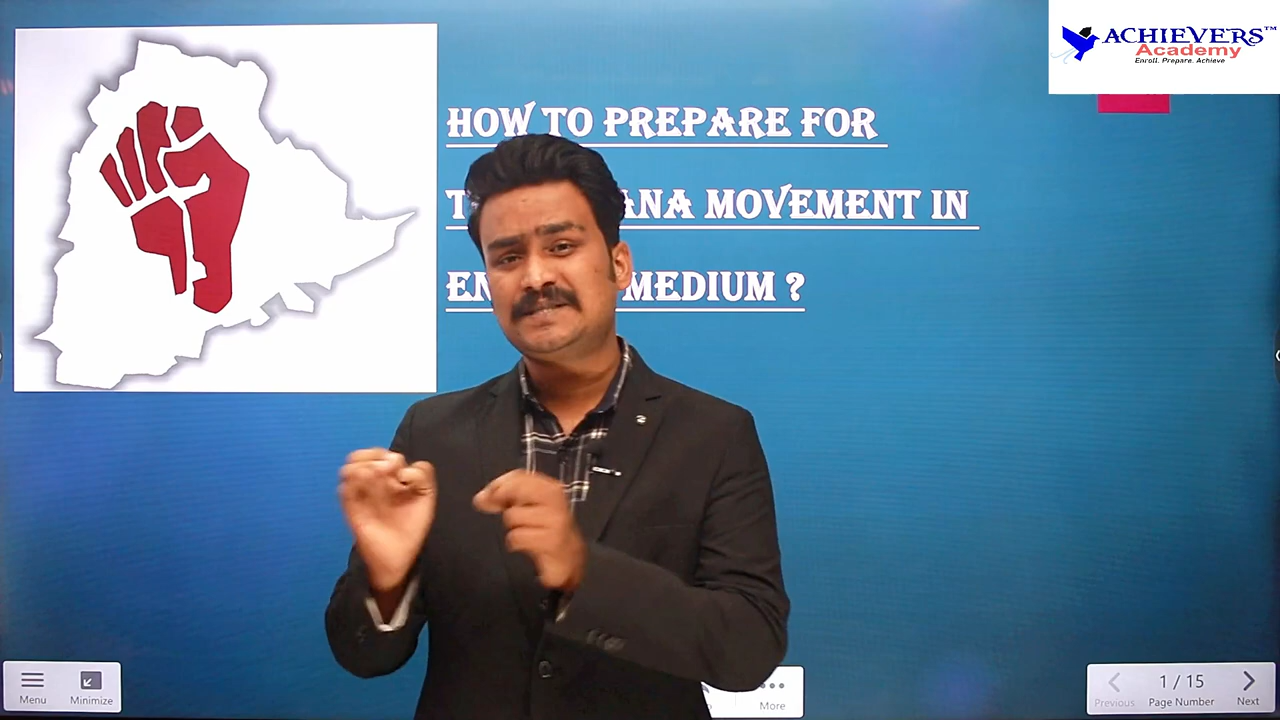 ACHIEVERS™
Academy
Enroll. Prepare. Achieve
HOW TO PREPARE FOR
T ANA MOVEMENT IN
EN MEDIUM ?
Menu
Minimize
More
Previous
1 / 15
Page Number
Next